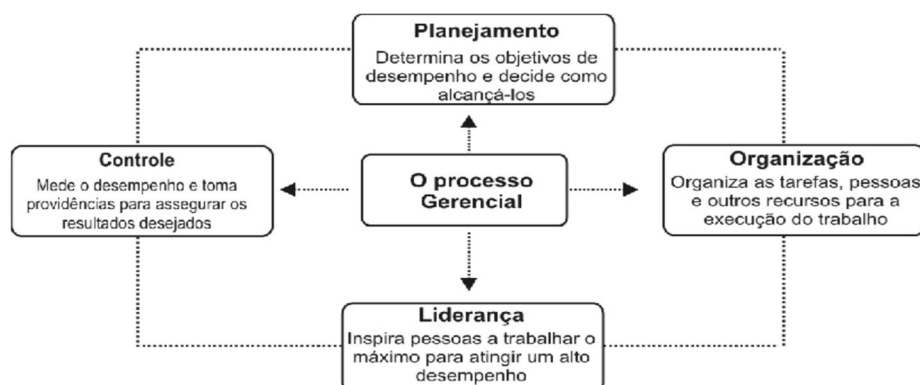 Planejamento
Determina os objetivos de
desempenho e decide como
alcançá-los
Controle
Mede o desempenho e toma
providências para assegurar os
resultados desejados
O processo
Gerencial
Organização
Organiza as tarefas, pessoas
e outros recursos para a
execução do trabalho
Liderança
Inspira pessoas a trabalhar o
máximo para atingir um alto
desempenho